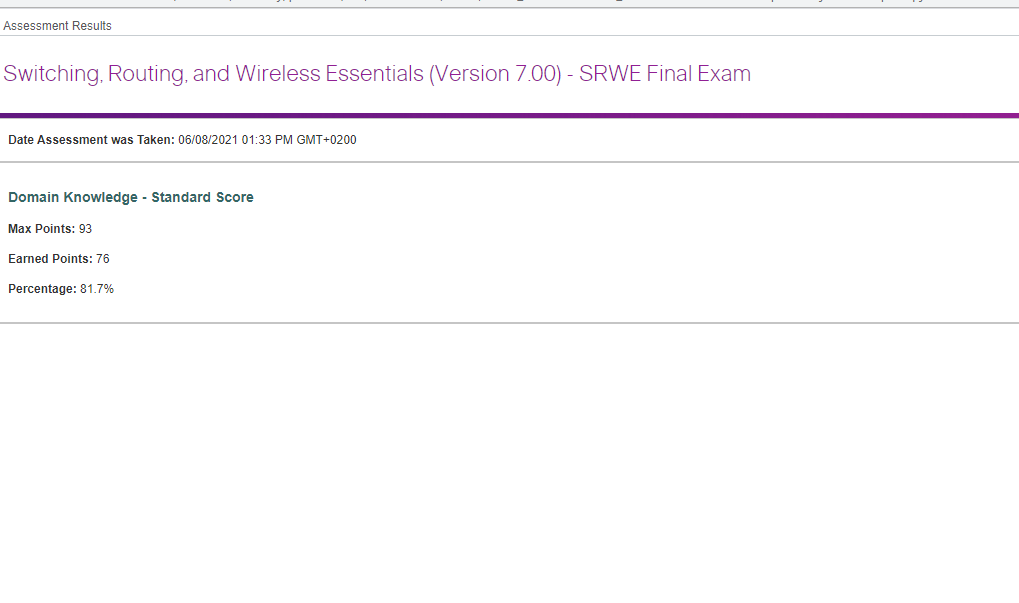 Assessment Results
Switching, Routing, and Wireless Essentials (Version 7.00) - SRWE Final Exam
Date Assessment was Taken: 06/08/2021 01:33 PM GMT+0200
Domain Knowledge - Standard Score
Max Points: 93
Earned Points: 76
Percentage: 81.7%